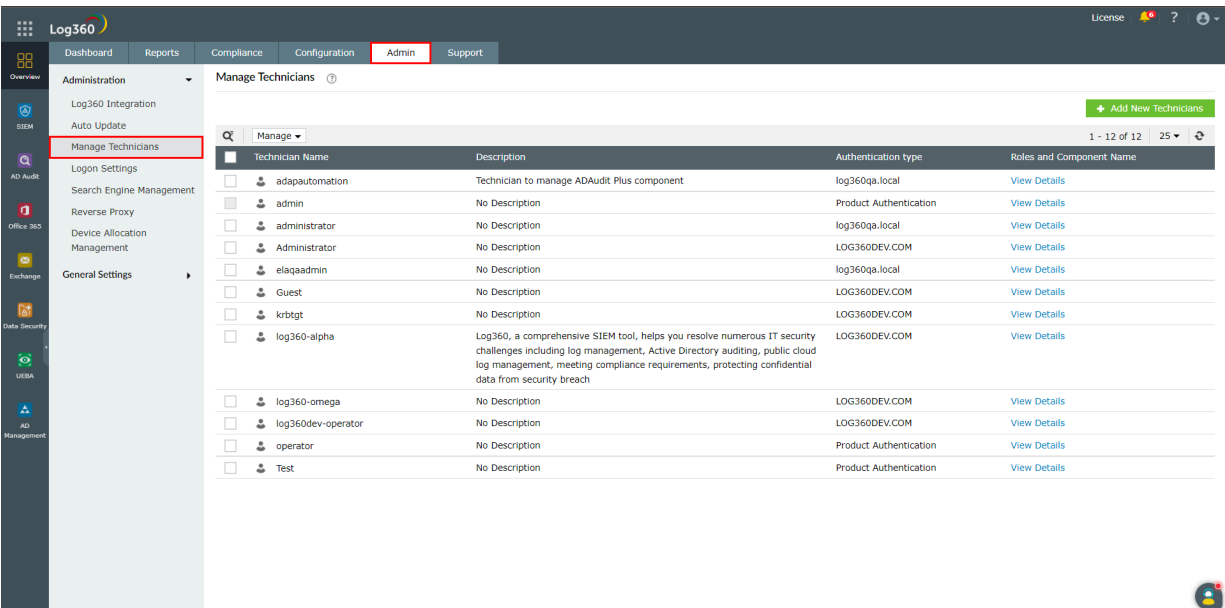 License 6 ?
Log360
Dashboard Reports Compliance Configuration Admin Support
Overview
SIEM
AD Audit
Office 365
Exchange
Data Security
UEBA
AD
Management
Administration
Log360 Integration
Auto Update
Manage Technicians
Logon Settings
Search Engine Management
Reverse Proxy
Device Allocation
Management
General Settings
Manage Technicians ?
+ Add New Technicians
Manage 1 - 12 of 12 25
Technician Name Description Authentication type Roles and Component Name
adapautomation Technician to manage ADAudit Plus component log360qa.local View Details
admin No Description Product Authentication View Details
administrator No Description log360qa.local View Details
Administrator No Description LOG360DEV.COM View Details
elaqaadmin No Description log360qa.local View Details
Guest No Description LOG360DEV.COM View Details
krbtgt No Description LOG360DEV.COM View Details
log360-alpha Log360, a comprehensive SIEM tool, helps you resolve numerous IT security LOG360DEV.COM View Details
challenges including log management, Active Directory auditing, public cloud
log management, meeting compliance requirements, protecting confidential
data from security breach
log360-omega No Description LOG360DEV.COM View Details
log360dev-operator No Description LOG360DEV.COM View Details
operator No Description Product Authentication View Details
Test No Description Product Authentication View Details